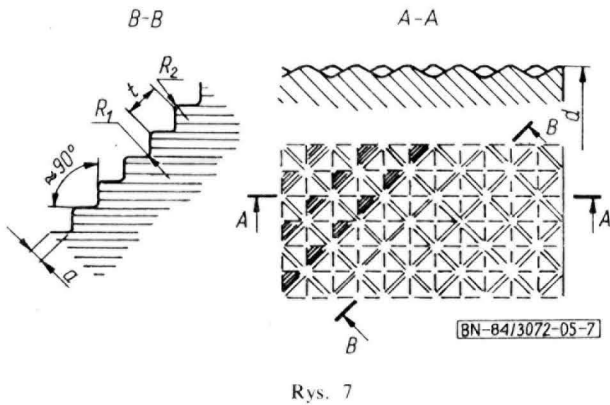 B-B
A-A
R₂
t
R₁
≈90°
a
d
B
A
A
B
BN-84/3072-05-7
Rys. 7